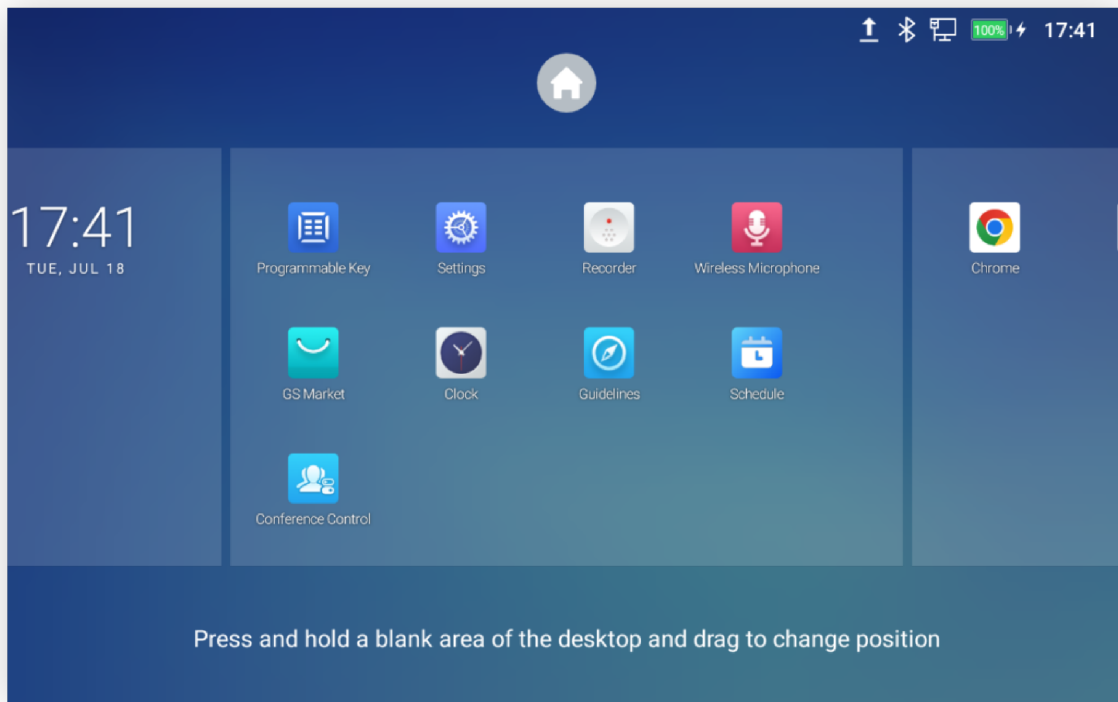 100%
17:41
17:41
TUE, JUL 18
Programmable Key
Settings
Recorder
Wireless Microphone
Chrome
GS Market
Clock
Guidelines
Schedule
Conference Control
Press and hold a blank area of the desktop and drag to change position